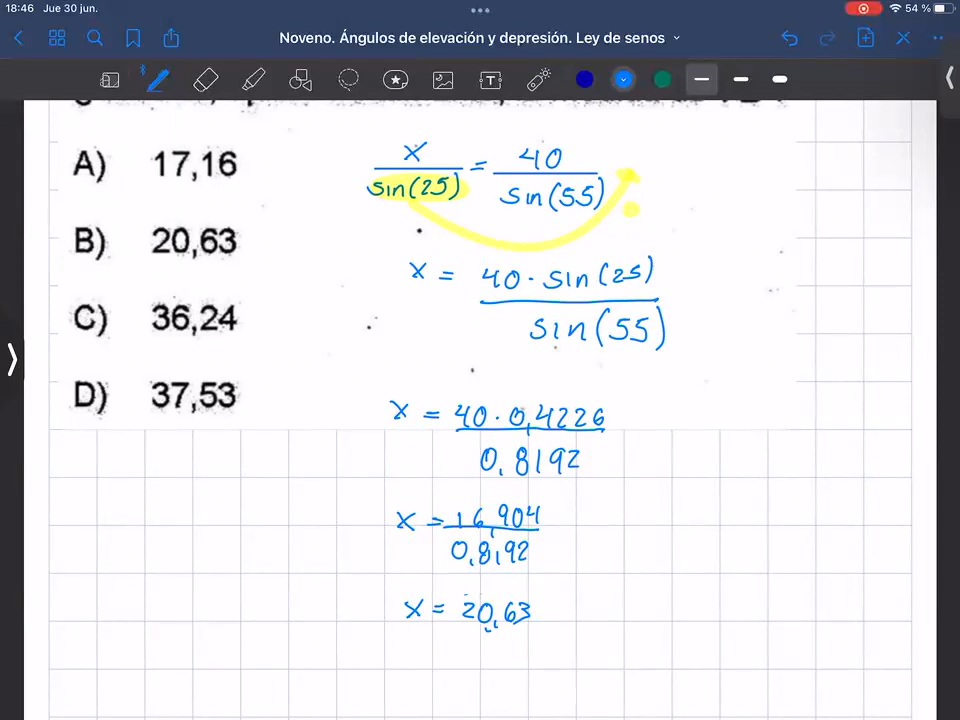 18:46 Jue 30 jun.
54 %
Noveno. Ángulos de elevación y depresión. Ley de senos
A) 17,16
B) 20,63
C) 36,24
D) 37,53
x / sin(25) = 40 / sin(55)
x = 40 · sin(25) / sin(55)
x = 40 · 0,4226 / 0,8192
x = 16,904 / 0,8192
x = 20,63